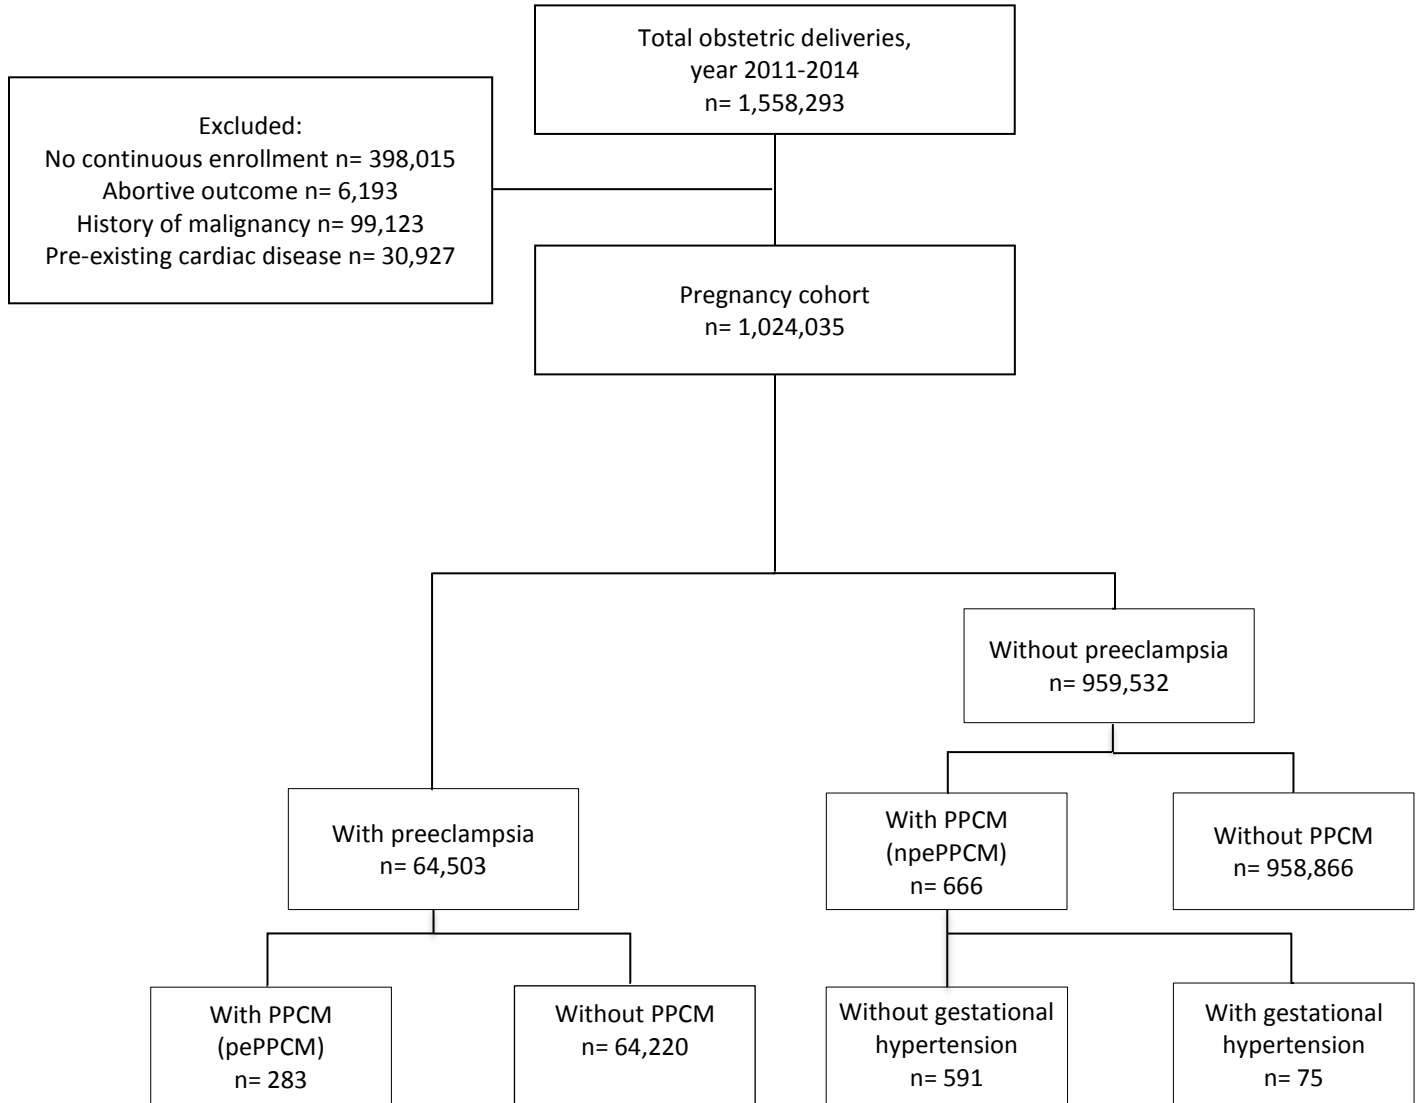 Total obstetric deliveries,
year 2011-2014
n= 1,558,293
Excluded:
No continuous enrollment n= 398,015
Abortive outcome n= 6,193
History of malignancy n= 99,123
Pre-existing cardiac disease n= 30,927
Pregnancy cohort
n= 1,024,035
Without preeclampsia
n= 959,532
With preeclampsia
n= 64,503
With PPCM
(npePPCM)
n= 666
Without PPCM
n= 958,866
With PPCM
(pePPCM)
n= 283
Without PPCM
n= 64,220
Without gestational
hypertension
n= 591
With gestational
hypertension
n= 75